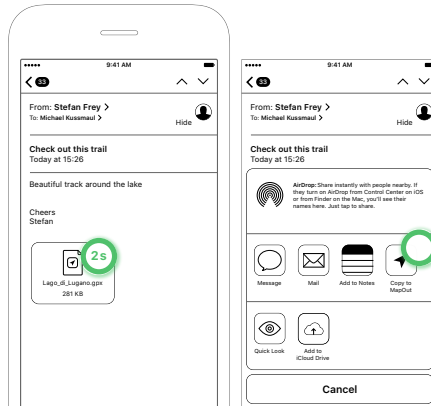 9:41 AM
33
From: Stefan Frey
To: Michael Kussmaul
Hide
Check out this trail
Today at 15:26
Beautiful track around the lake
Cheers
Stefan
2s
Lago_di_Lugano.gpx
281 KB
9:41 AM
33
From: Stefan Frey
To: Michael Kussmaul
Hide
Check out this trail
Today at 15:26
AirDrop: Share instantly with people nearby. If
they turn on AirDrop from Control Center on iOS
or from Finder on the Mac, you'll see their
names here. Just tap to share.
Message
Mail
Add to Notes
Copy to
MapOut
Quick Look
Add to
iCloud Drive
Cancel